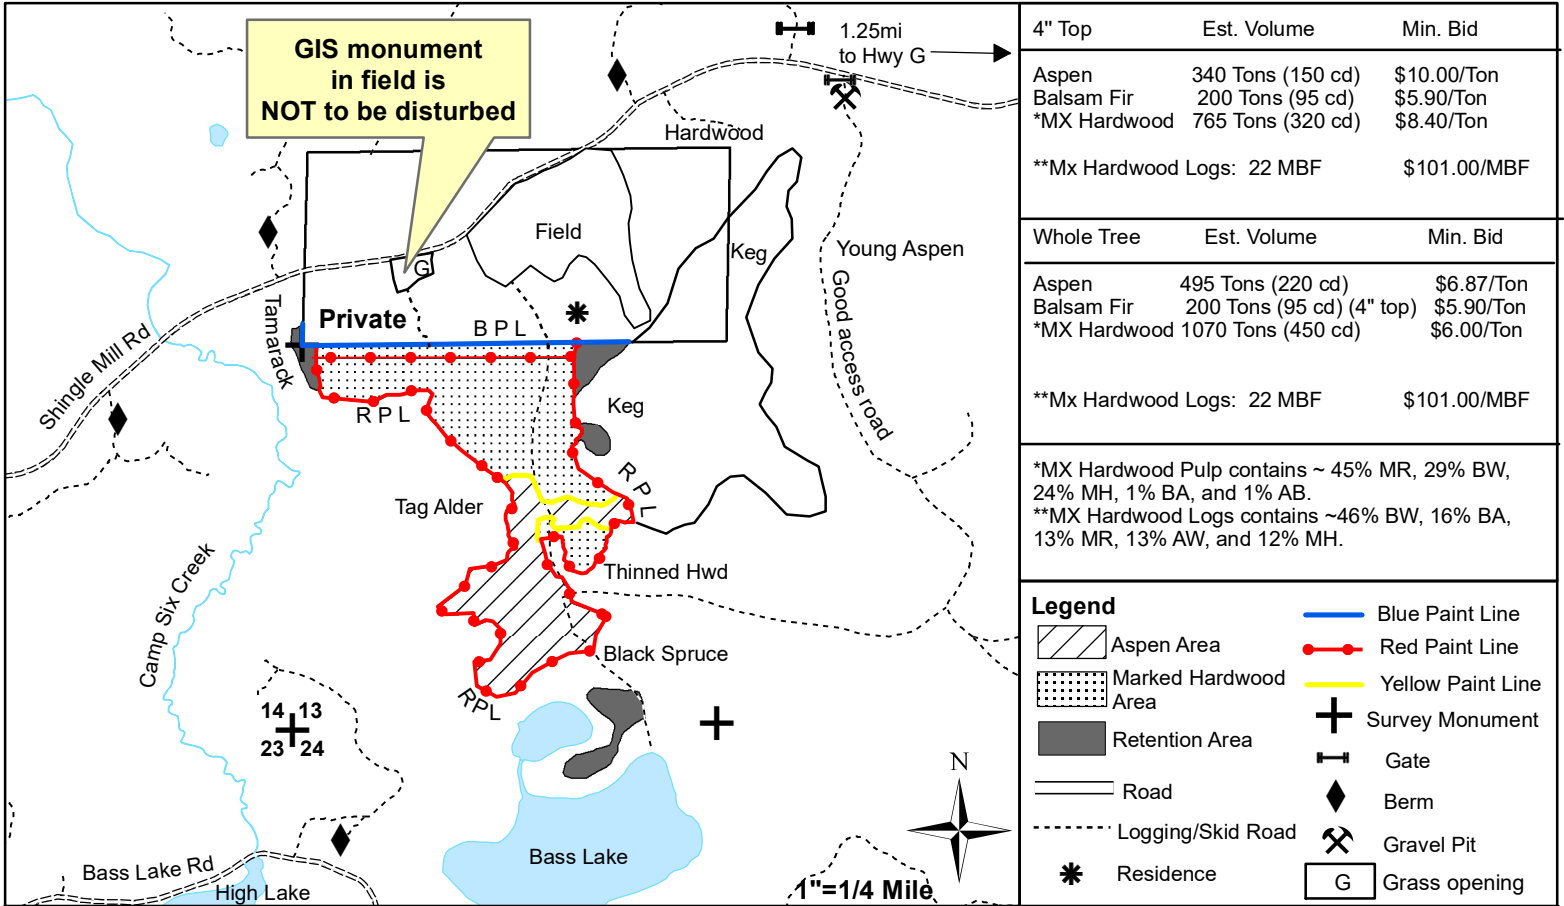 GIS monument
in field is
NOT to be disturbed
1.25mi
to Hwy G
Hardwood
Field
Keg
Young Aspen
G
Good access road
Tamarack
Private
B P L
Shingle Mill Rd
R P L
Keg
R P L
Tag Alder
Thinned Hwd
Camp Six Creek
Black Spruce
RPL
14 13
23 24
N
Bass Lake
Bass Lake Rd
High Lake
1"=1/4 Mile
4" Top Est. Volume Min. Bid
Aspen 340 Tons (150 cd) $10.00/Ton
Balsam Fir 200 Tons (95 cd) $5.90/Ton
*MX Hardwood 765 Tons (320 cd) $8.40/Ton
**Mx Hardwood Logs: 22 MBF $101.00/MBF
Whole Tree Est. Volume Min. Bid
Aspen 495 Tons (220 cd) $6.87/Ton
Balsam Fir 200 Tons (95 cd) (4" top) $5.90/Ton
*MX Hardwood 1070 Tons (450 cd) $6.00/Ton
**Mx Hardwood Logs: 22 MBF $101.00/MBF
*MX Hardwood Pulp contains ~ 45% MR, 29% BW,
24% MH, 1% BA, and 1% AB.
**MX Hardwood Logs contains ~46% BW, 16% BA,
13% MR, 13% AW, and 12% MH.
Legend
Aspen Area
Marked Hardwood
Area
Retention Area
Road
Logging/Skid Road
Residence
Blue Paint Line
Red Paint Line
Yellow Paint Line
Survey Monument
Gate
Berm
Gravel Pit
G Grass opening